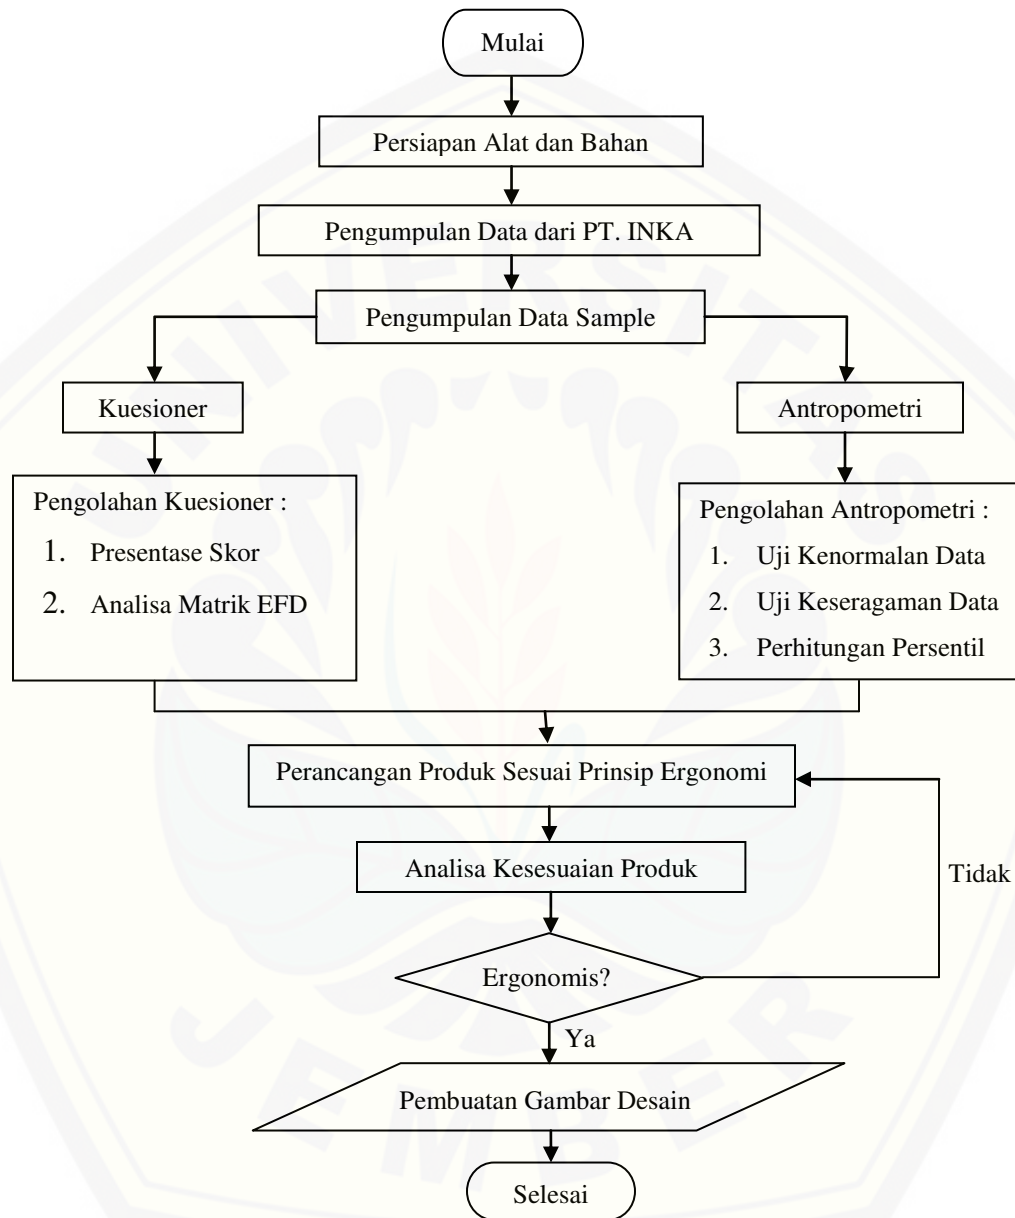 Mulai
Persiapan Alat dan Bahan
Pengumpulan Data dari PT. INKA
Pengumpulan Data Sample
Kuesioner
Antropometri
Pengolahan Kuesioner :
1. Presentase Skor
2. Analisa Matrik EFD
Pengolahan Antropometri :
1. Uji Kenormalan Data
2. Uji Keseragaman Data
3. Perhitungan Persentil
Perancangan Produk Sesuai Prinsip Ergonomi
Analisa Kesesuaian Produk
Tidak
Ergonomis?
Ya
Pembuatan Gambar Desain
Selesai
UNIVERSITAS
JEMBER